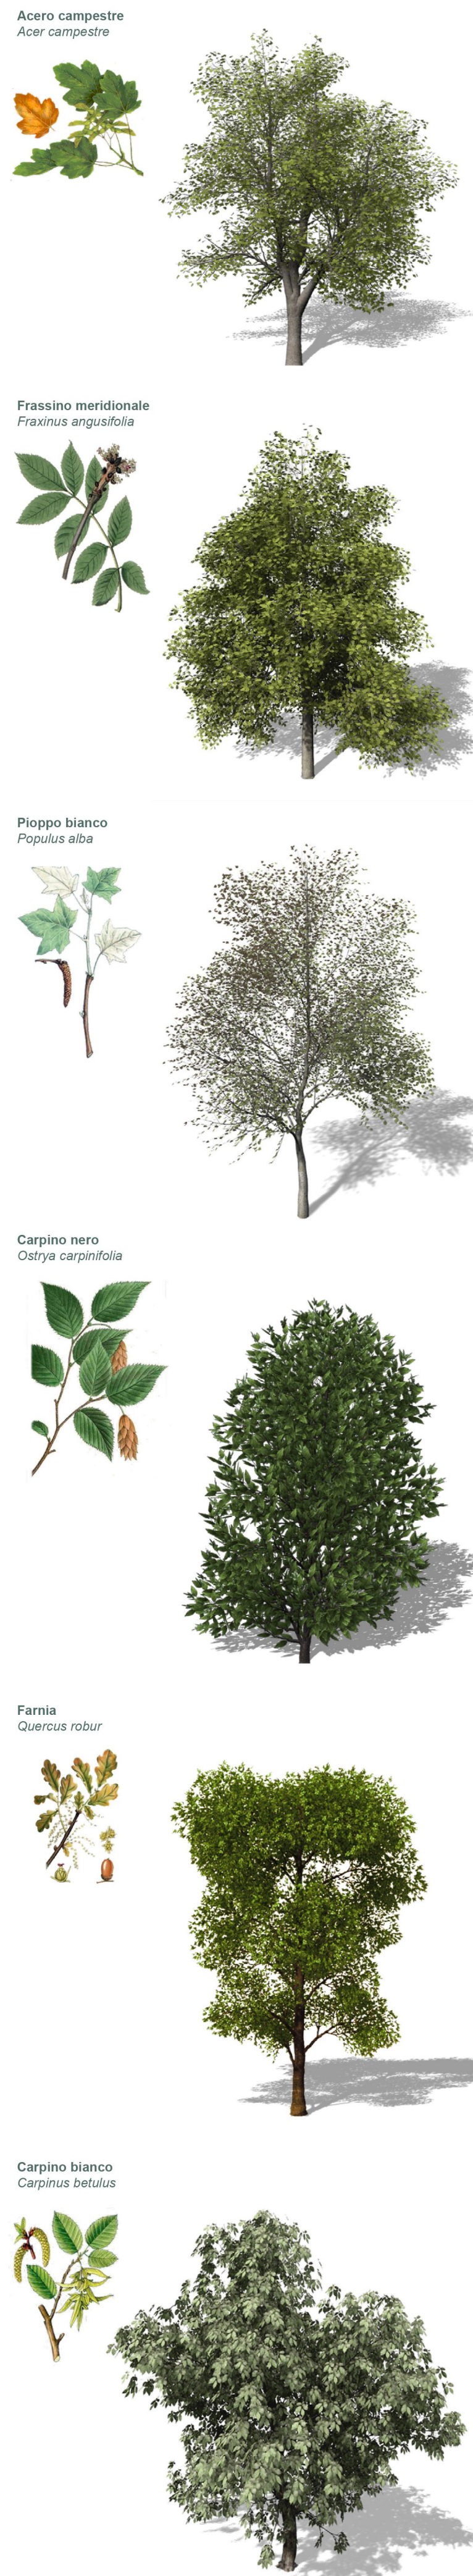 Acero campestre
Acer campestre
Frassino meridionale
Fraxinus angusifolia
Pioppo bianco
Populus alba
Carpino nero
Ostrya carpinifolia
Farnia
Quercus robur
Carpino bianco
Carpinus betulus